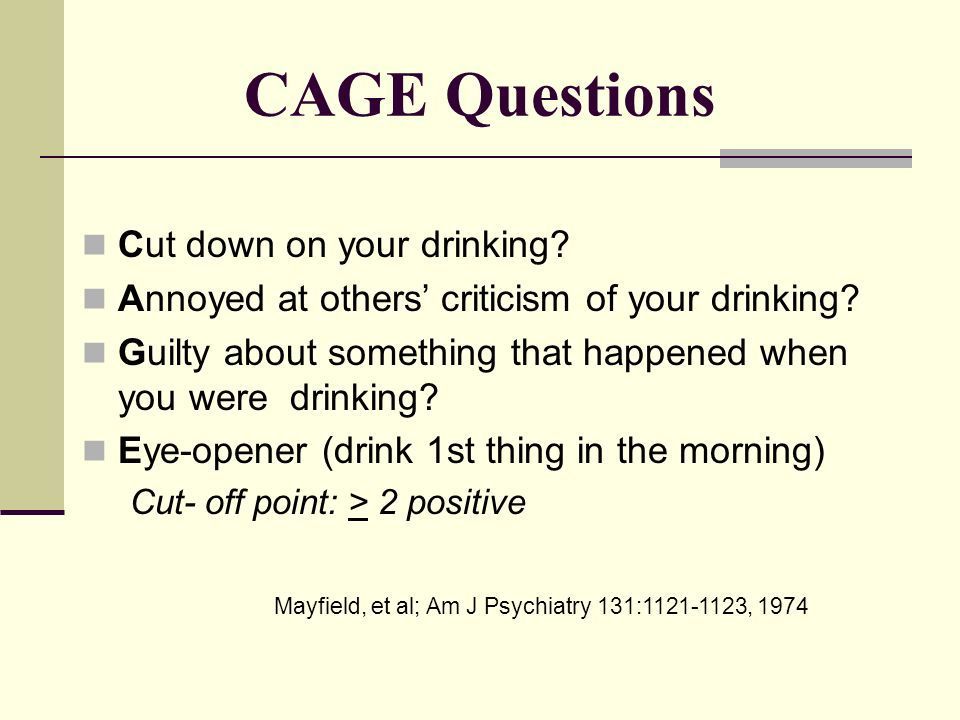 CAGE Questions
Cut down on your drinking?
Annoyed at others’ criticism of your drinking?
Guilty about something that happened when
you were  drinking?
Eye-opener (drink 1st thing in the morning)
Cut- off point: > 2 positive
Mayfield, et al; Am J Psychiatry 131:1121-1123, 1974